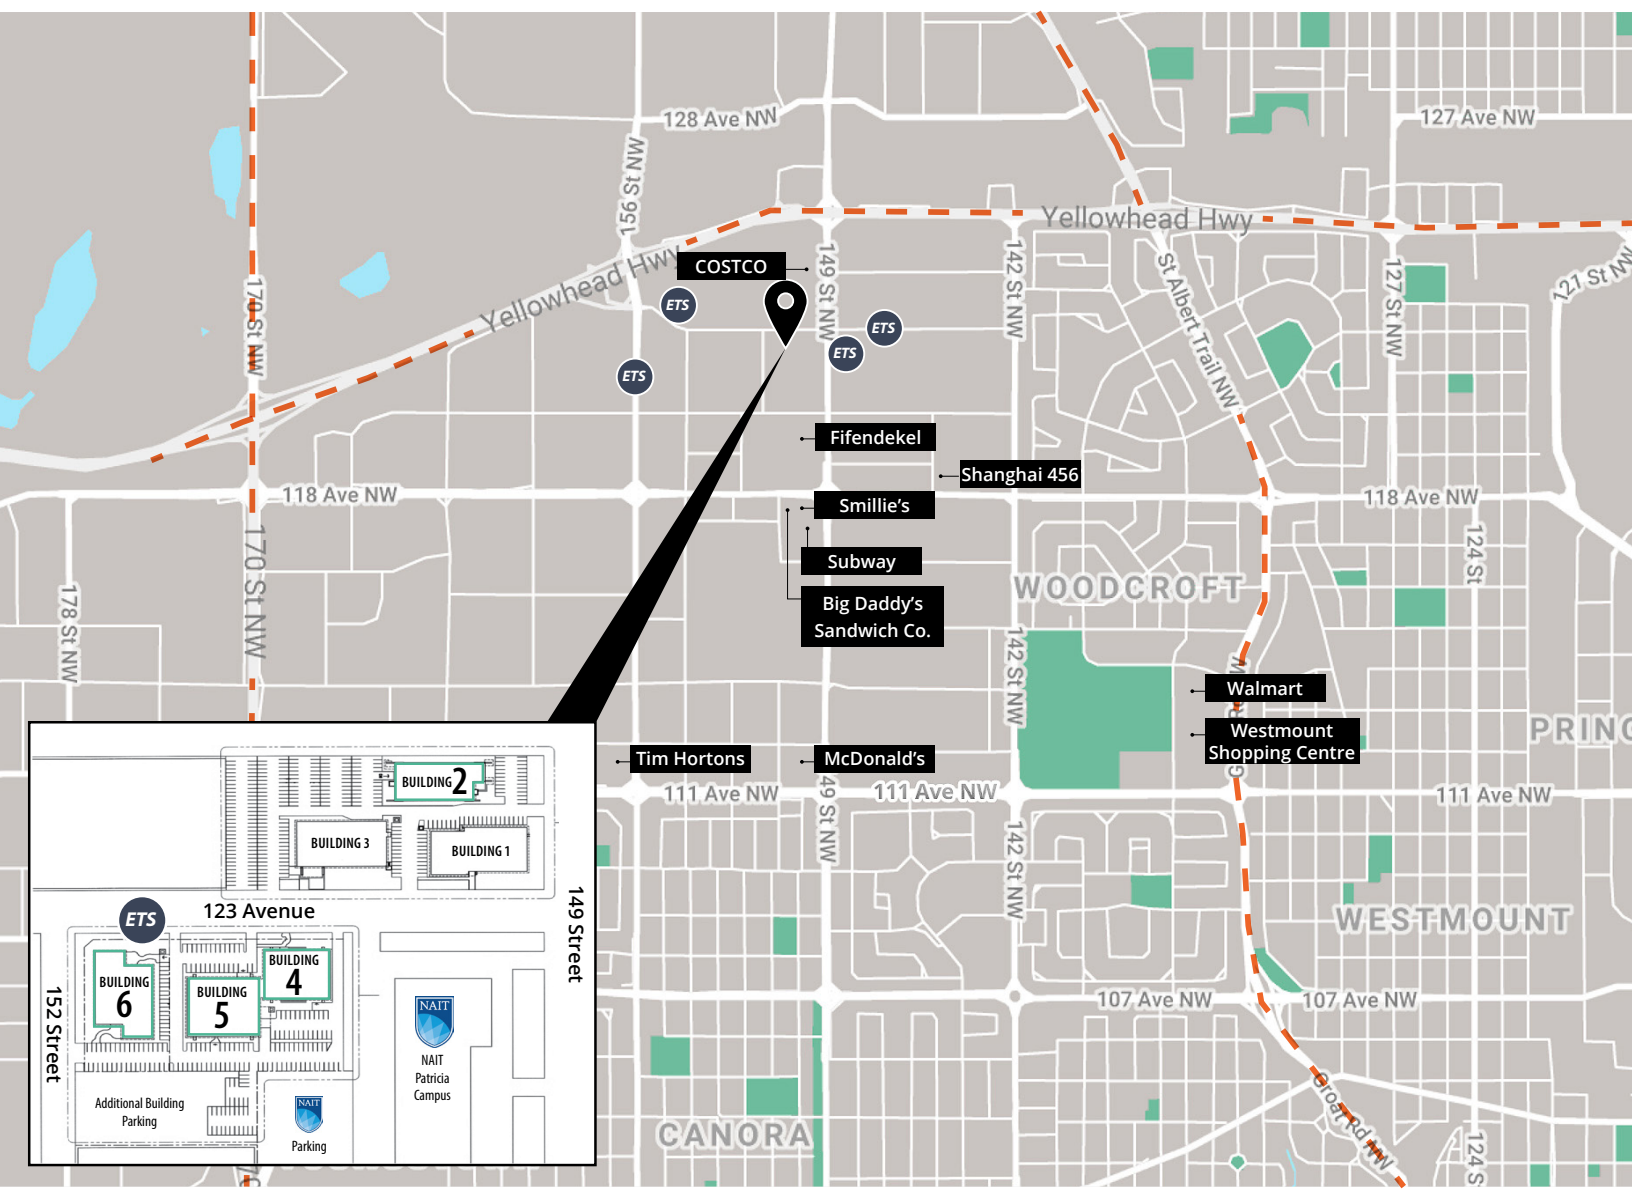 128 Ave NW
127 Ave NW
156 St NW
Yellowhead Hwy
Yellowhead Hwy
COSTCO
149 St NW
142 St NW
St Albert Trail NW
127 St NW
121 St NW
170 St NW
ETS
ETS
ETS
ETS
Fifendekel
Shanghai 456
118 Ave NW
118 Ave NW
Smillie's
Subway
Big Daddy's
Sandwich Co.
170 St NW
178 St NW
WOODCROFT
124 St
142 St NW
Walmart
Westmount
Shopping Centre
PRINC
Tim Hortons
McDonald's
111 Ave NW
111 Ave NW
111 Ave NW
49 St NW
142 St NW
WESTMOUNT
107 Ave NW
107 Ave NW
Groat Rd NW
CANORA
124 S
BUILDING 2
BUILDING 3
BUILDING 1
123 Avenue
149 Street
152 Street
ETS
BUILDING
6
BUILDING
5
BUILDING
4
NAIT
NAIT
Patricia
Campus
Additional Building
Parking
NAIT
Parking